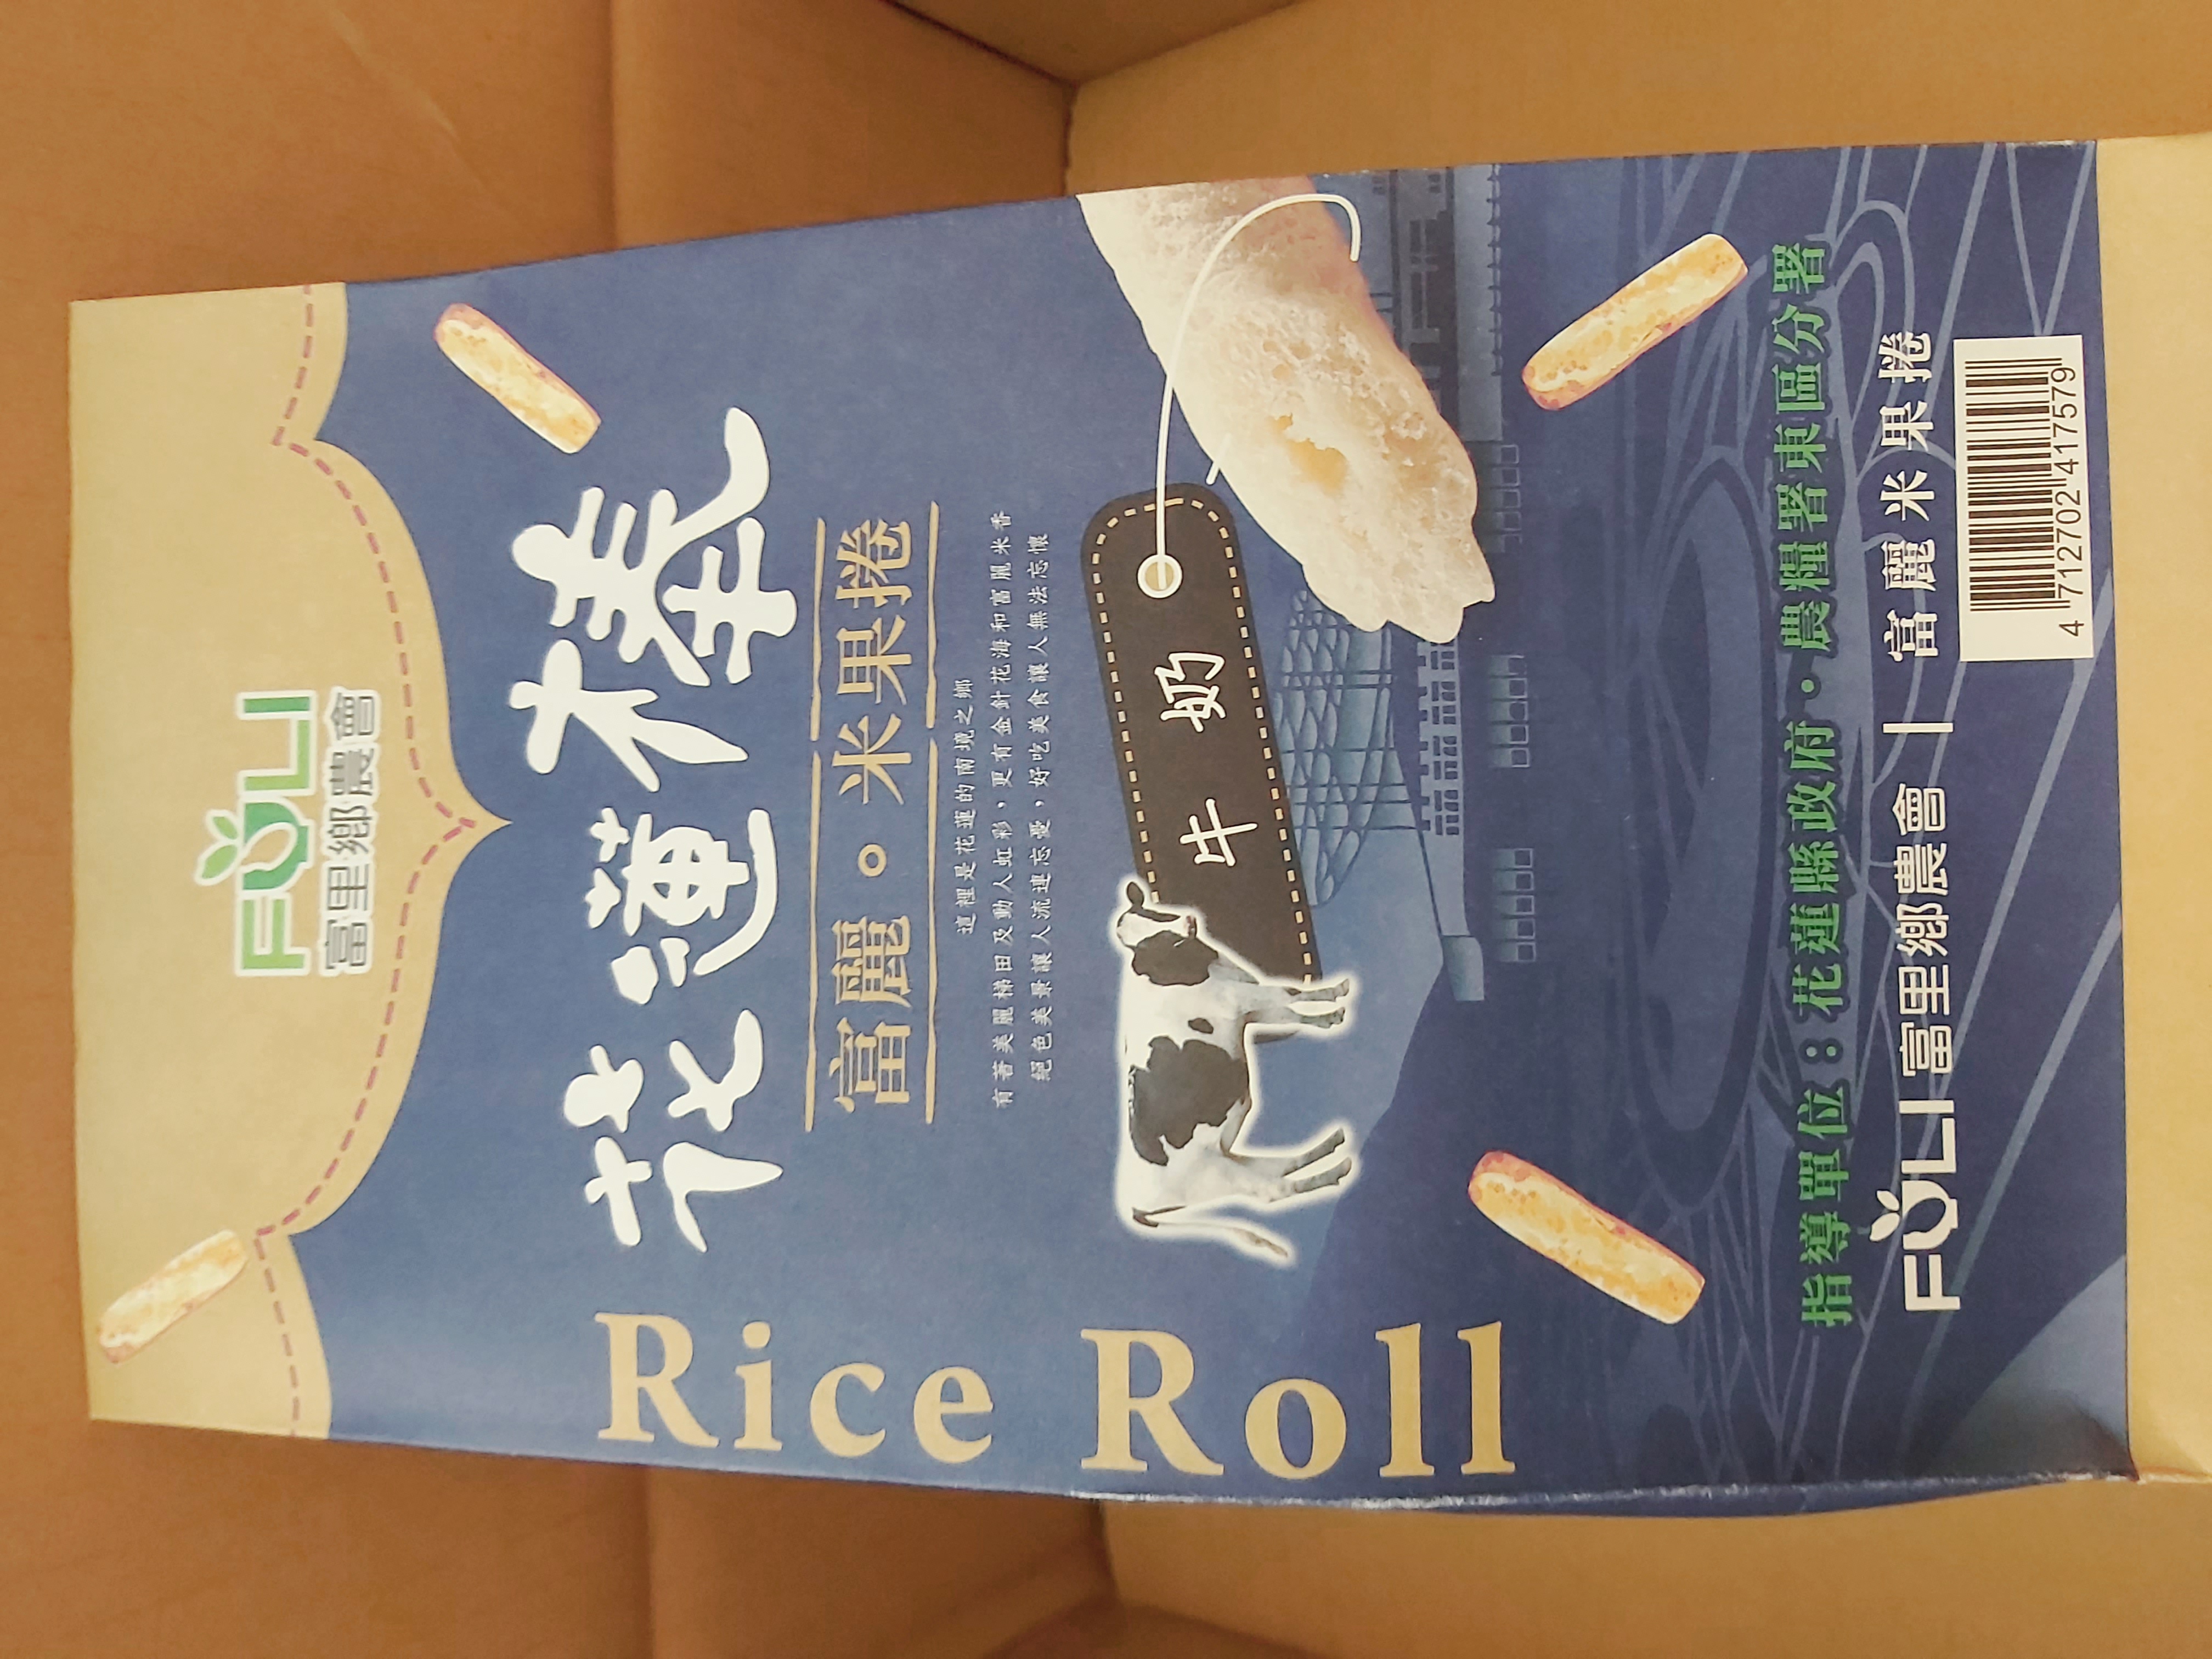 FULI
富里鄉農會
花蓮棒
富麗。米果捲
這裡是花蓮的南境之鄉
有著美麗梯田及動人虹彩，更有金針花海和富麗米香
絕色美景讓人流連忘憂，好吃美食讓人無法忘懷
牛奶
Rice Roll
指導單位：花蓮縣政府・農糧署東區分署
FULI 富里鄉農會 | 富麗米果捲
4 712702 417579